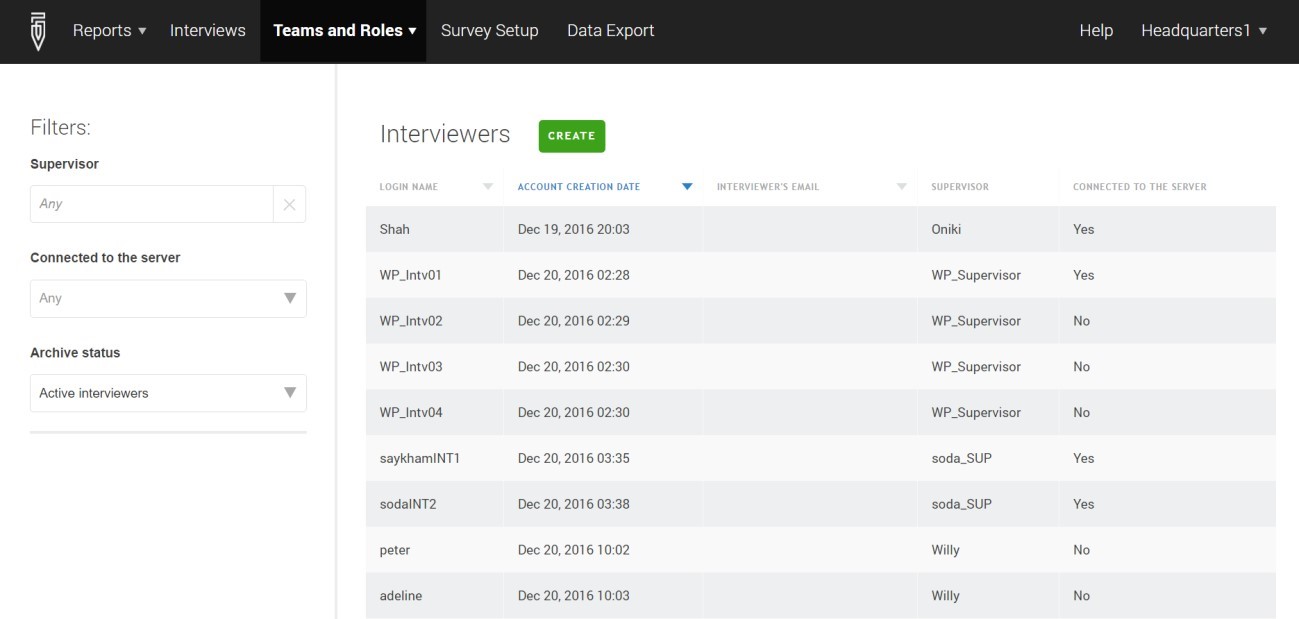 Reports ▾ Interviews Teams and Roles ▾ Survey Setup Data Export Help Headquarters1 ▾
Filters:
Supervisor
Any
Connected to the server
Any
Archive status
Active interviewers
Interviewers CREATE
LOGIN NAME ACCOUNT CREATION DATE INTERVIEWER'S EMAIL SUPERVISOR CONNECTED TO THE SERVER
Shah Dec 19, 2016 20:03 Oniki Yes
WP_Intv01 Dec 20, 2016 02:28 WP_Supervisor Yes
WP_Intv02 Dec 20, 2016 02:29 WP_Supervisor No
WP_Intv03 Dec 20, 2016 02:30 WP_Supervisor No
WP_Intv04 Dec 20, 2016 02:30 WP_Supervisor No
saykhamINT1 Dec 20, 2016 03:35 soda_SUP Yes
sodaINT2 Dec 20, 2016 03:38 soda_SUP Yes
peter Dec 20, 2016 10:02 Willy No
adeline Dec 20, 2016 10:03 Willy No